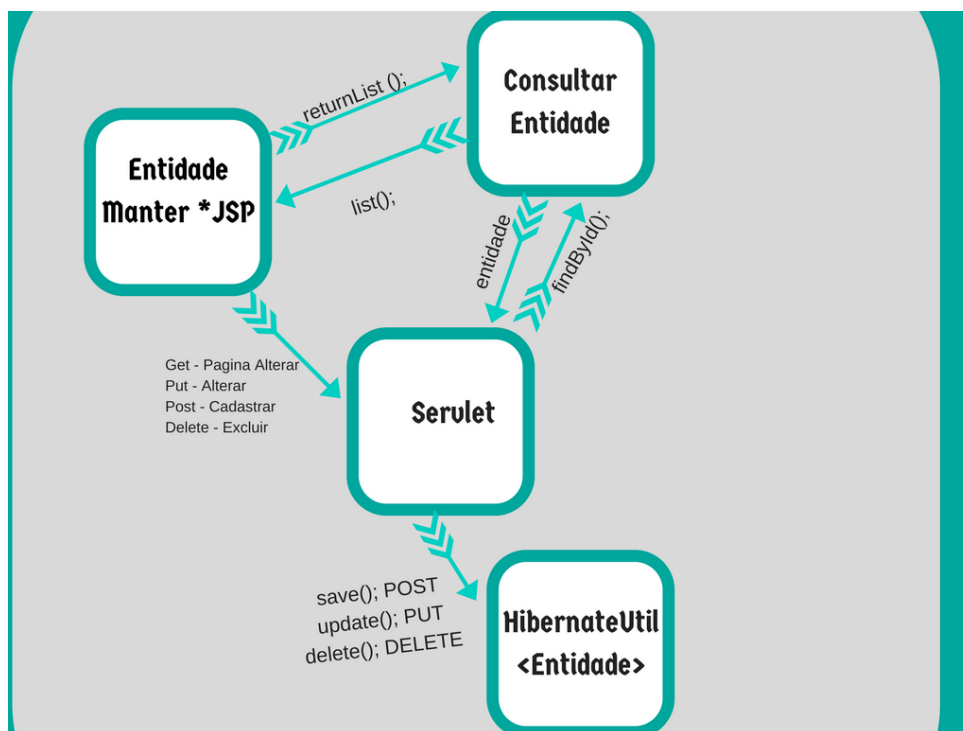 Consultar
Entidade
returnList ();
Entidade
Manter *JSP
list();
entidade
findById();
Get - Pagina Alterar
Put - Alterar
Post - Cadastrar
Delete - Excluir
Servlet
save(); POST
update(); PUT
delete(); DELETE
HibernateUtil
<Entidade>